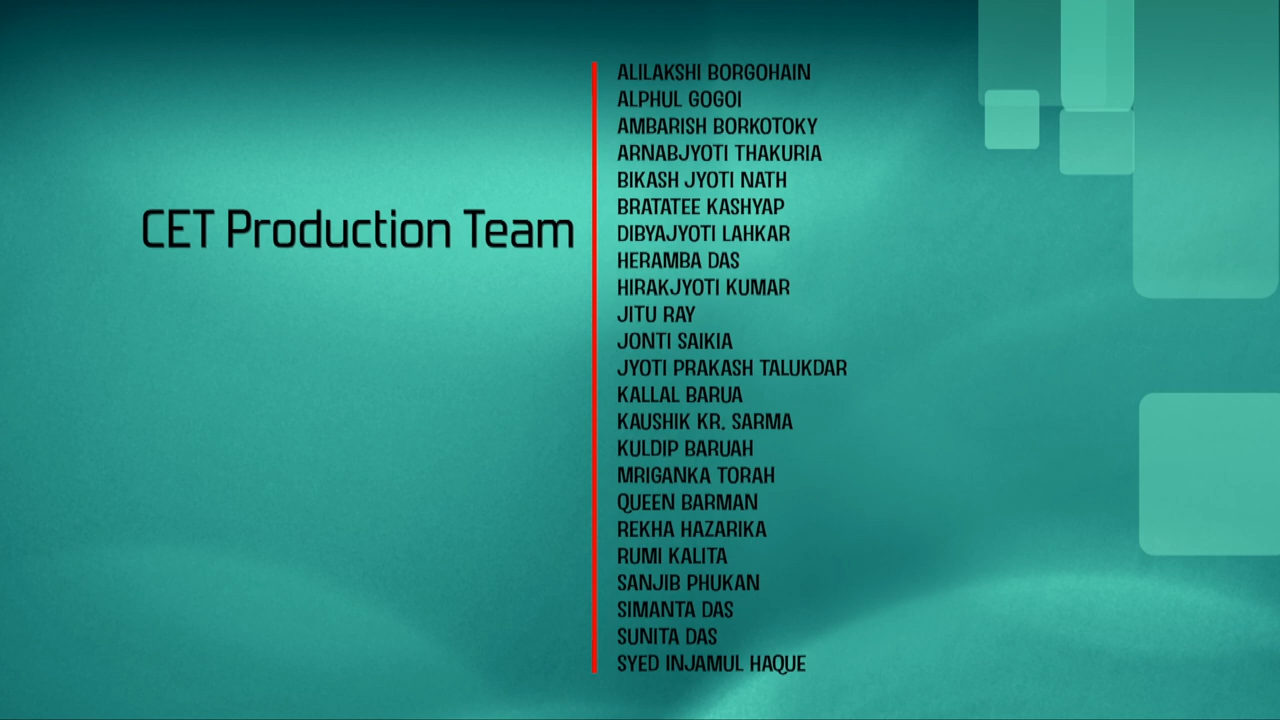 CET Production Team
ALILAKSHI BORGOHAIN
ALPHUL GOGOI
AMBARISH BORKOTOKY
ARNABJYOTI THAKURIA
BIKASH JYOTI NATH
BRATATEE KASHYAP
DIBYAJYOTI LAHKAR
HERAMBA DAS
HIRAKJYOTI KUMAR
JITU RAY
JONTI SAIKIA
JYOTI PRAKASH TALUKDAR
KALLAL BARUA
KAUSHIK KR. SARMA
KULDIP BARUAH
MRIGANKA TORAH
QUEEN BARMAN
REKHA HAZARIKA
RUMI KALITA
SANJIB PHUKAN
SIMANTA DAS
SUNITA DAS
SYED INJAMUL HAQUE